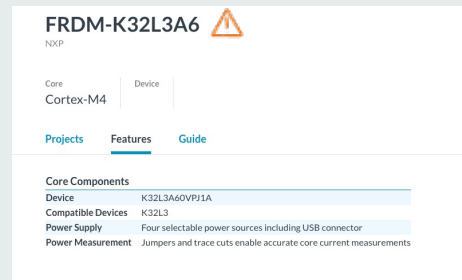 FRDM-K32L3A6
NXP
Core Device
Cortex-M4
Projects Features Guide
Core Components
Device K32L3A60VPJ1A
Compatible Devices K32L3
Power Supply Four selectable power sources including USB connector
Power Measurement Jumpers and trace cuts enable accurate core current measurements